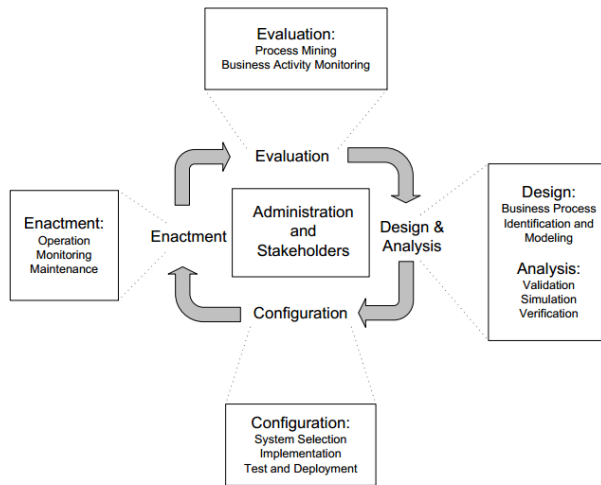 Evaluation:
Process Mining
Business Activity Monitoring
Evaluation
Design:
Business Process
Identification and
Modeling
Analysis:
Validation
Simulation
Verification
Enactment:
Operation
Monitoring
Maintenance
Enactment
Administration
and
Stakeholders
Design &
Analysis
Configuration
Configuration:
System Selection
Implementation
Test and Deployment